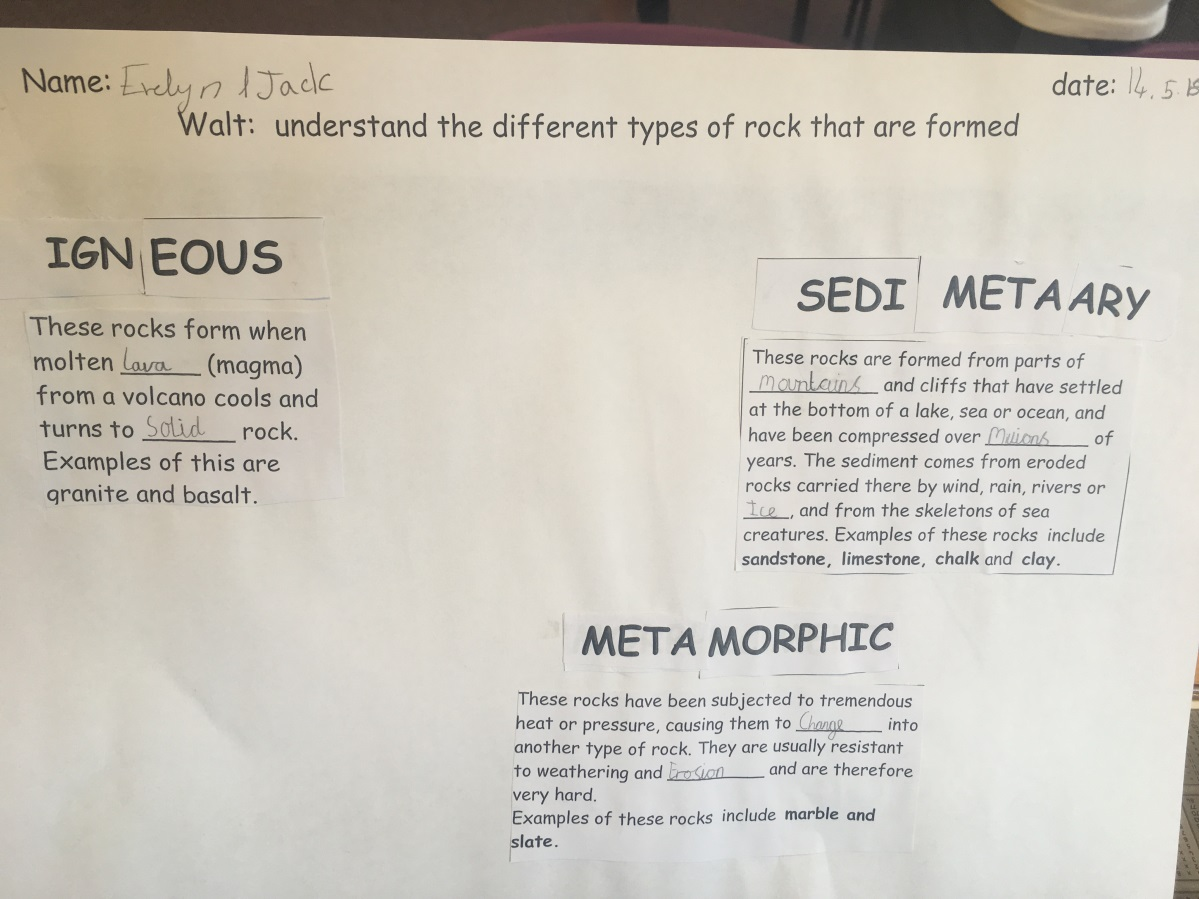 Name: Evelyn & Jack date: 14.5.18
Walt: understand the different types of rock that are formed
IGNEOUS
These rocks form when
molten lava (magma)
from a volcano cools and
turns to Solid rock.
Examples of this are
granite and basalt.
SEDI METAARY
These rocks are formed from parts of
mountains and cliffs that have settled
at the bottom of a lake, sea or ocean, and
have been compressed over Miuions of
years. The sediment comes from eroded
rocks carried there by wind, rain, rivers or
Ice, and from the skeletons of sea
creatures. Examples of these rocks include
sandstone, limestone, chalk and clay.
META MORPHIC
These rocks have been subjected to tremendous
heat or pressure, causing them to Change into
another type of rock. They are usually resistant
to weathering and Erosion and are therefore
very hard.
Examples of these rocks include marble and
slate.